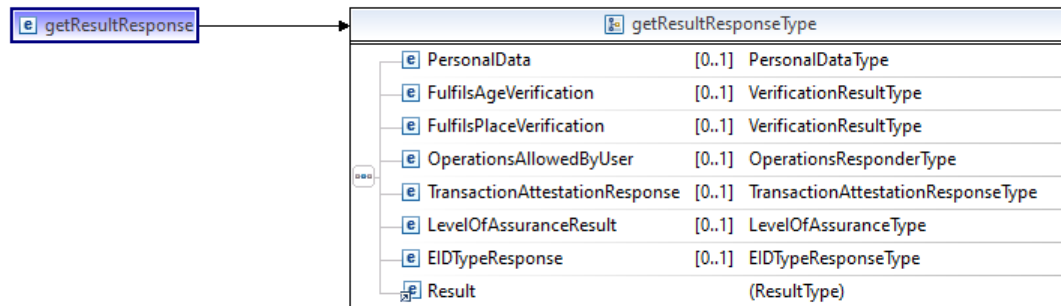 getResultResponse
getResultResponseType
PersonalData [0..1] PersonalDataType
FulfilsAgeVerification [0..1] VerificationResultType
FulfilsPlaceVerification [0..1] VerificationResultType
OperationsAllowedByUser [0..1] OperationsResponderType
TransactionAttestationResponse [0..1] TransactionAttestationResponseType
LevelOfAssuranceResult [0..1] LevelOfAssuranceType
EIDTypeResponse [0..1] EIDTypeResponseType
Result (ResultType)